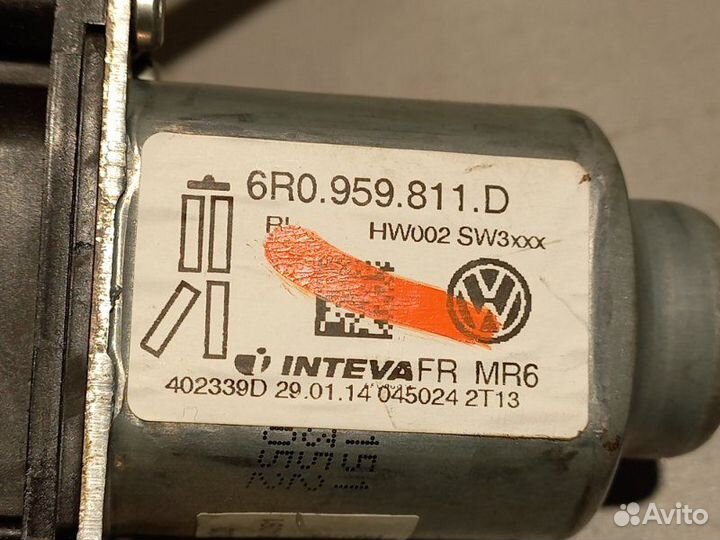 6R0.959.811.D
HW002 SW3xxx
INTEVA FR MR6
402339D 29.01.14 045024 2T13
Avito